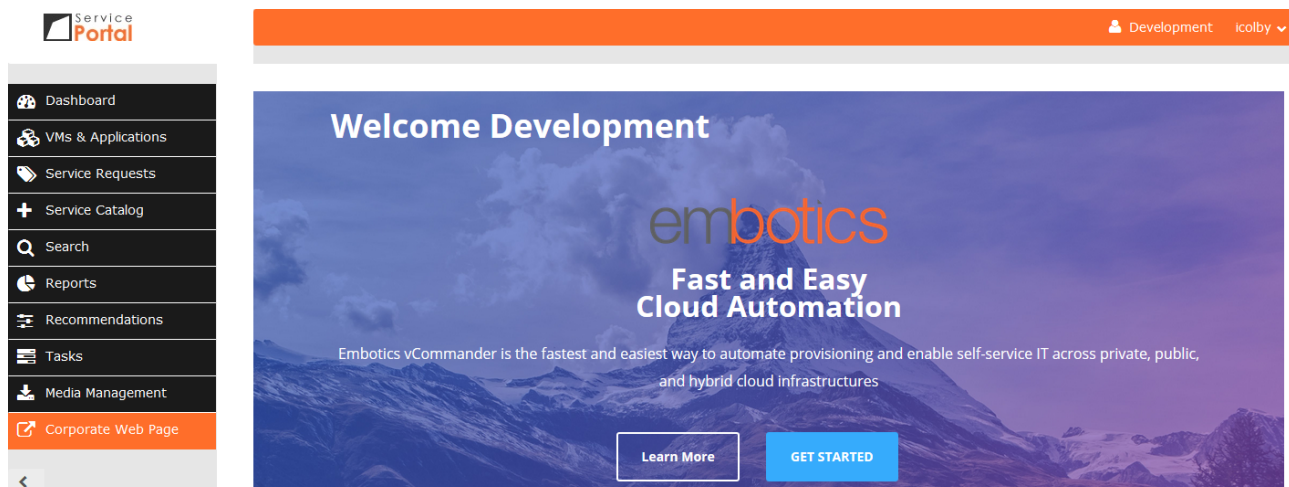 Service
Portal
Development icolby
Dashboard
VMs & Applications
Service Requests
Service Catalog
Search
Reports
Recommendations
Tasks
Media Management
Corporate Web Page
Welcome Development
embotics
Fast and Easy
Cloud Automation
Embotics vCommander is the fastest and easiest way to automate provisioning and enable self-service IT across private, public,
and hybrid cloud infrastructures
Learn More
GET STARTED